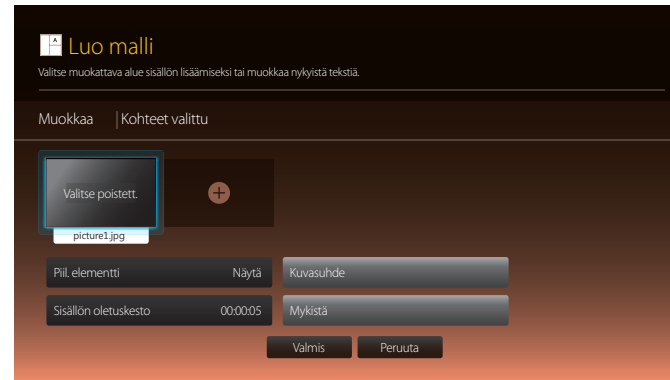 A
Luo malli
Valitse muokattava alue sisällön lisäämiseksi tai muokkaa nykyistä tekstiä.
Muokkaa | Kohteet valittu
Valitse poistett.
picture1.jpg
Piil. elementti Näytä Kuvasuhde
Sisällön oletuskesto 00:00:05 Mykistä
Valmis Peruuta